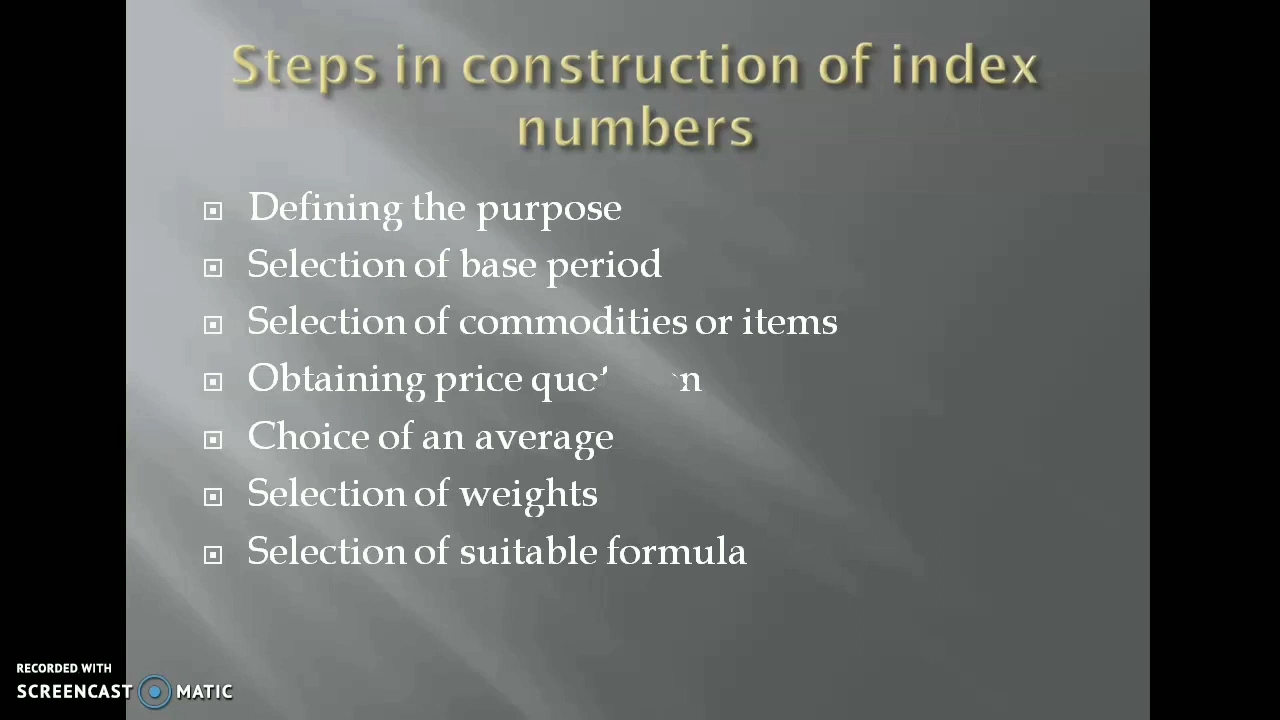 Steps in construction of index
numbers
Defining the purpose
Selection of base period
Selection of commodities or items
Obtaining price
Choice of an average
Selection of weights
Selection of suitable formula
RECORDED WITH
SCREENCAST MATIC